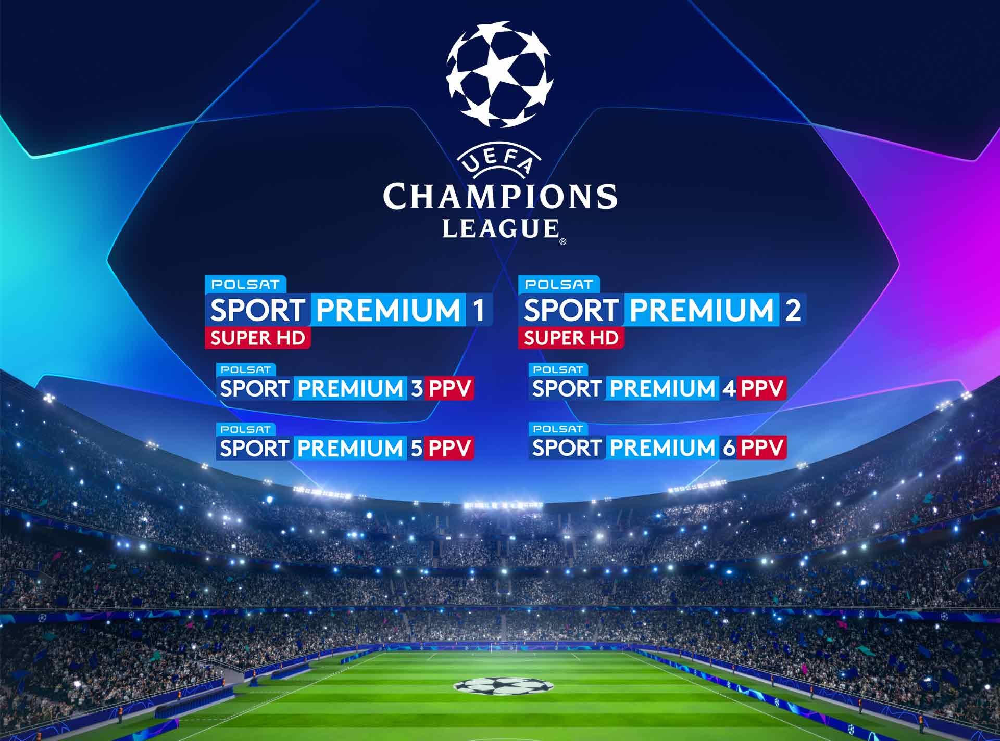 UEFA
CHAMPIONS
LEAGUE®
POLSAT
SPORT PREMIUM 1
SUPER HD
POLSAT
SPORT PREMIUM 2
SUPER HD
POLSAT
SPORT PREMIUM 3 PPV
POLSAT
SPORT PREMIUM 4 PPV
POLSAT
SPORT PREMIUM 5 PPV
POLSAT
SPORT PREMIUM 6 PPV